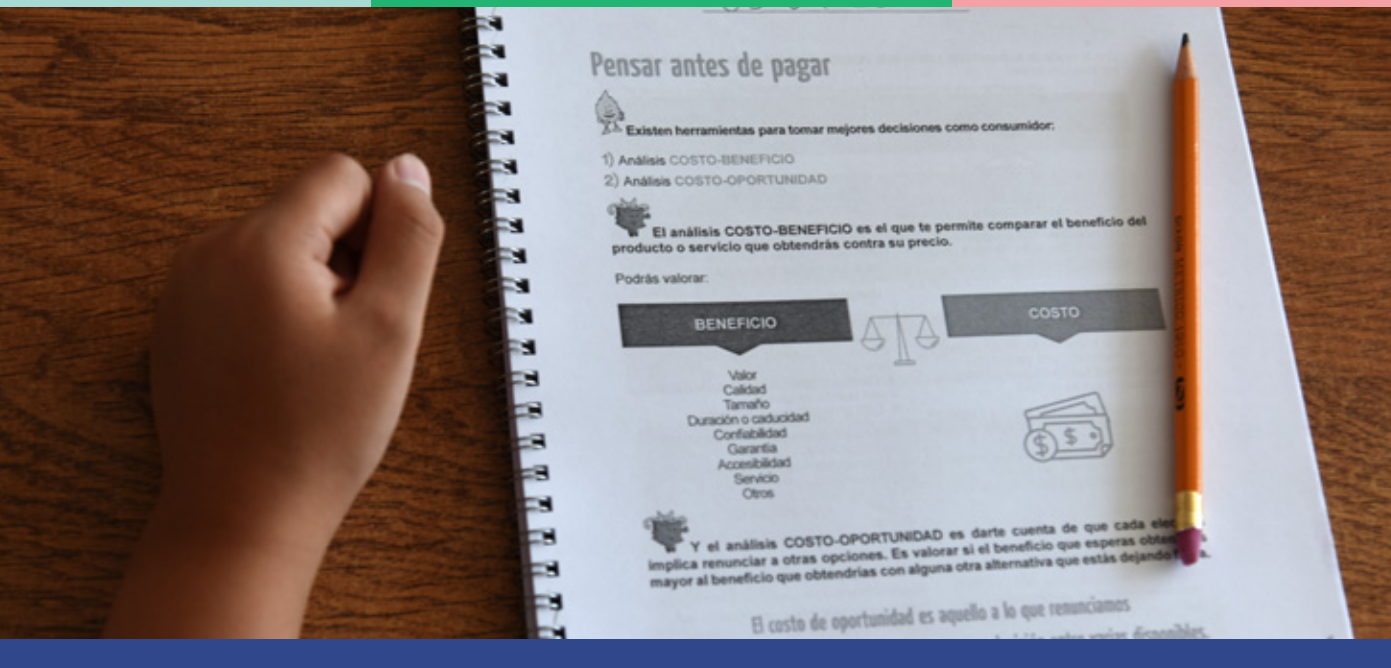 Pensar antes de pagar
Existen herramientas para tomar mejores decisiones como consumidor:
1) Análisis COSTO-BENEFICIO
2) Análisis COSTO-OPORTUNIDAD
El análisis COSTO-BENEFICIO es el que te permite comparar el beneficio del
producto o servicio que obtendrás contra su precio.
Podrás valorar:
BENEFICIO
COSTO
Valor
Calidad
Tamaño
Duración o caducidad
Confiabilidad
Garantía
Accesibilidad
Servicio
Otros
$ $
Y el análisis COSTO-OPORTUNIDAD es darte cuenta de que cada
implica renunciar a otras opciones. Es valorar si el beneficio que esperas
mayor al beneficio que obtendrías con alguna otra alternativa que estás dejando
El costo de oportunidad es aquello a lo que renunciamos
entre varias disponibles.